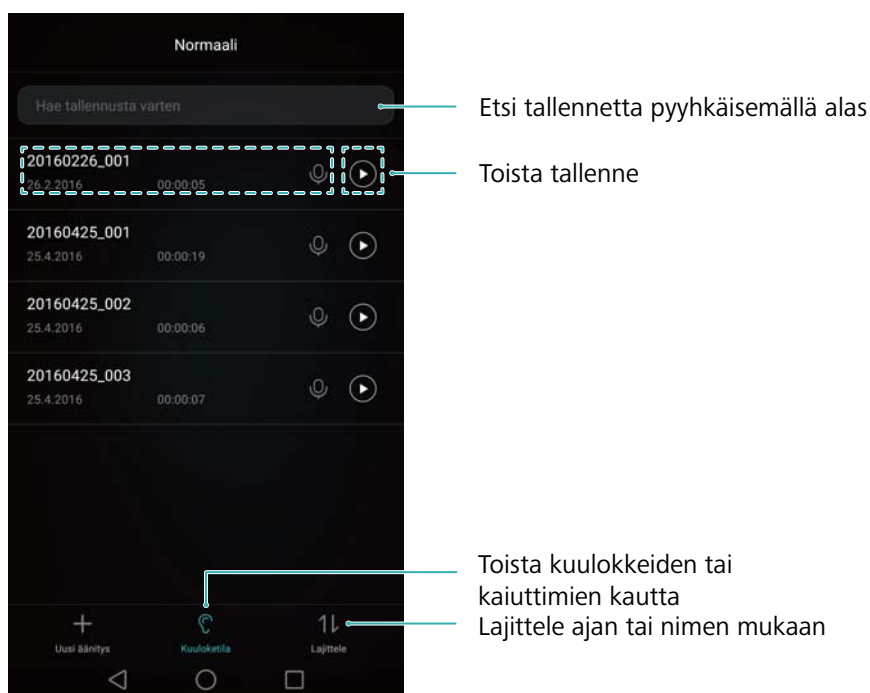 Normaali
Hae tallennusta varten
Etsi tallennetta pyyhkäisemällä alas
20160226_001
26.2.2016 00:00:05
Toista tallenne
20160425_001
25.4.2016 00:00:19
20160425_002
25.4.2016 00:00:06
20160425_003
25.4.2016 00:00:07
Toista kuulokkeiden tai
kaiuttimien kautta
Lajittele ajan tai nimen mukaan
Uusi äänitys Kuuloketila Lajittele